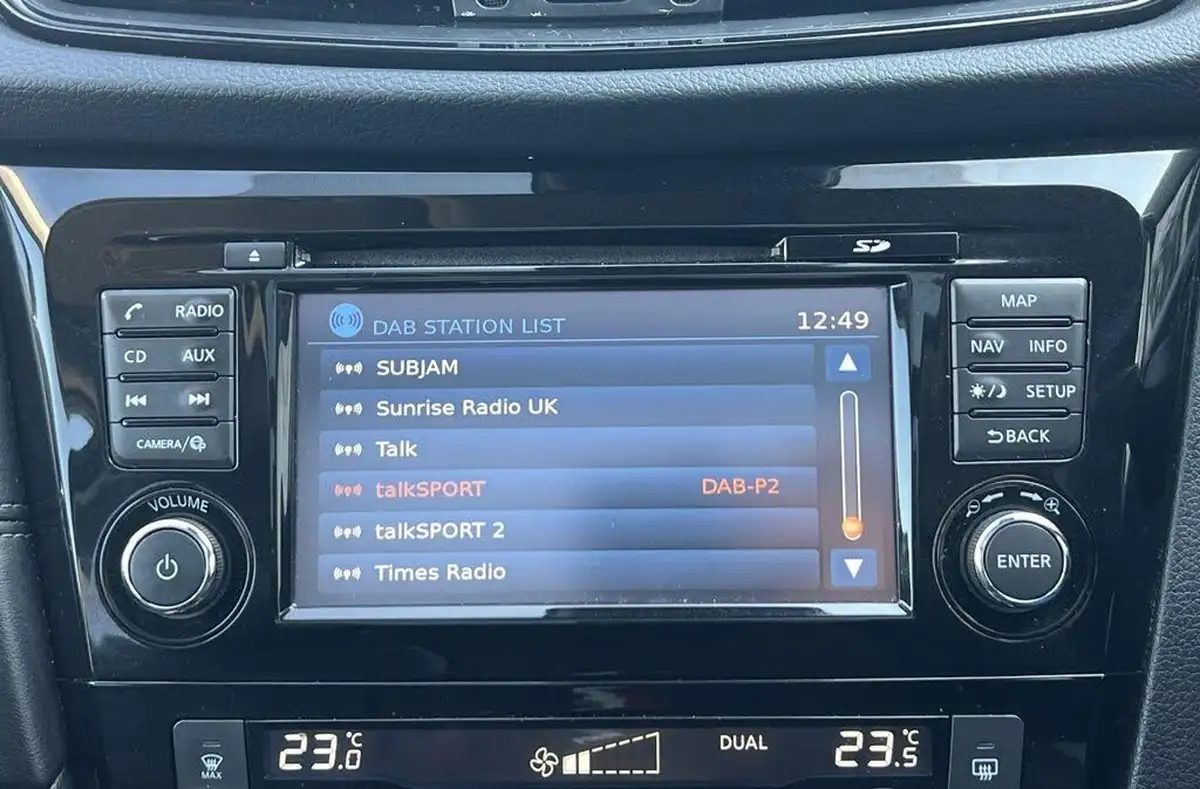 SD
RADIO
CD AUX
CAMERA/
VOLUME
DAB STATION LIST 12:49
SUBJAM
Sunrise Radio UK
Talk
talkSPORT DAB-P2
talkSPORT 2
Times Radio
MAP
NAV INFO
SETUP
BACK
ENTER
MAX
23.0°C
DUAL
23.5°C